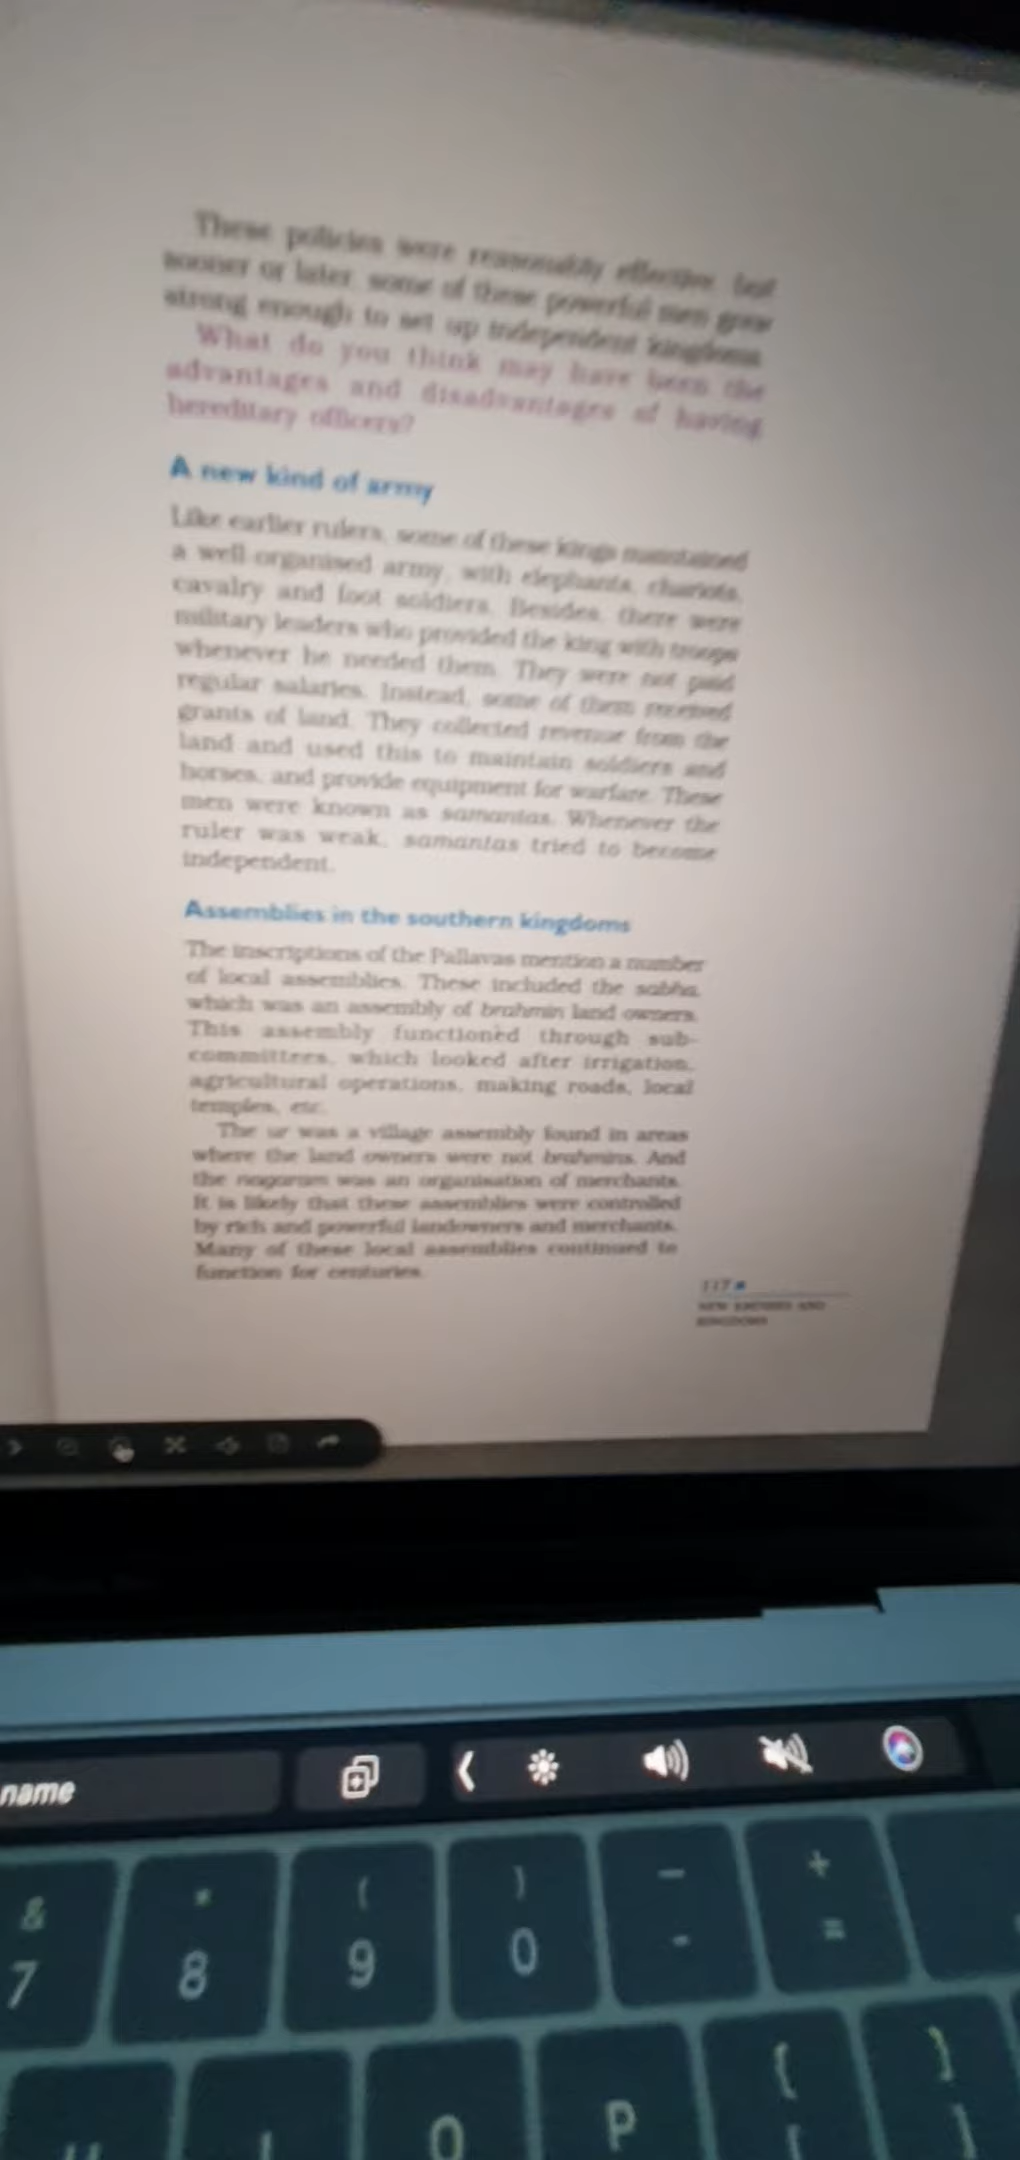 These policies were reasonably effective, but
sooner or later, some of these powerful men grew
strong enough to set up independent kingdoms.
What do you think may have been the
advantages and disadvantages of having
hereditary officers?
A new kind of army
Like earlier rulers, some of these kings maintained
a well-organised army, with elephants, chariots,
cavalry and foot soldiers. Besides, there were
military leaders who provided the king with troops
whenever he needed them. They were not paid
regular salaries. Instead, some of them received
grants of land. They collected revenue from the
land and used this to maintain soldiers and
horses, and provide equipment for warfare. These
men were known as samantas. Whenever the
ruler was weak, samantas tried to become
independent.
Assemblies in the southern kingdoms
The inscriptions of the Pallavas mention a number
of local assemblies. These included the sabha,
which was an assembly of brahmin land owners.
This assembly functioned through sub-
committees, which looked after irrigation,
agricultural operations, making roads, local
temples, etc.
The ur was a village assembly found in areas
where the land owners were not brahmins. And
the nagaram was an organisation of merchants.
It is likely that these assemblies were controlled
by rich and powerful landowners and merchants.
Many of these local assemblies continued to
function for centuries.
117
NEW EMPIRES AND
KINGDOMS
name
& * ( ) — +
7 8 9 0 - =
{ }
U I O P [ ]